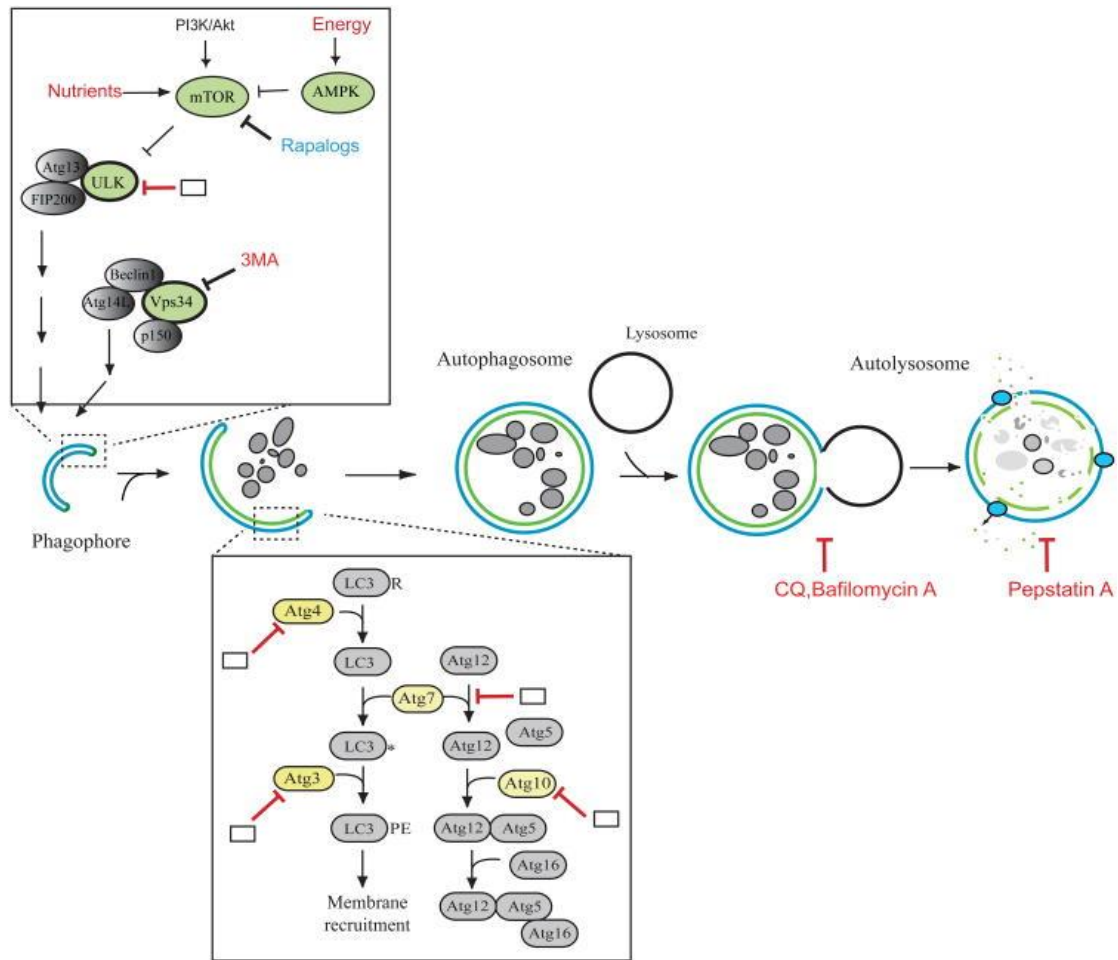 PI3K/Akt
Energy
Nutrients
mTOR
AMPK
Rapalogs
Atg13
ULK
FIP200
3MA
Beclin1
Atg14L
Vps34
p150
Lysosome
Autophagosome
Autolysosome
Phagophore
CQ,Bafilomycin A
Pepstatin A
LC3 R
Atg4
LC3
Atg12
Atg7
LC3 *
Atg12
Atg5
Atg3
Atg10
LC3 PE
Atg12 Atg5
Atg16
Membrane
recruitment
Atg12 Atg5
Atg16